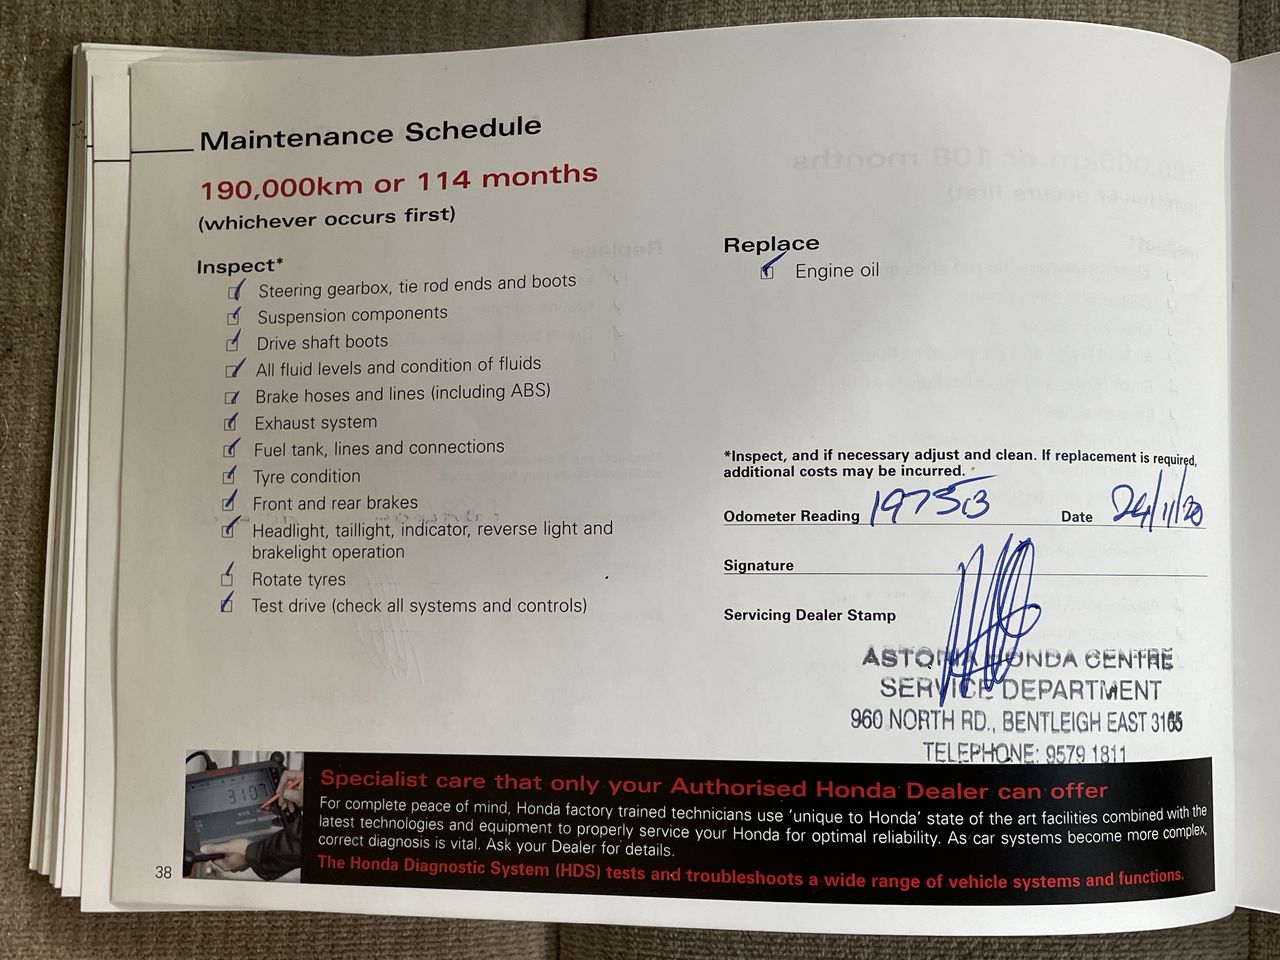 Maintenance Schedule
190,000km or 114 months
(whichever occurs first)
Inspect*
Steering gearbox, tie rod ends and boots
Suspension components
Drive shaft boots
All fluid levels and condition of fluids
Brake hoses and lines (including ABS)
Exhaust system
Fuel tank, lines and connections
Tyre condition
Front and rear brakes
Headlight, taillight, indicator, reverse light and
brakelight operation
Rotate tyres
Test drive (check all systems and controls)
Replace
Engine oil
*Inspect, and if necessary adjust and clean. If replacement is required,
additional costs may be incurred.
Odometer Reading 197513 Date 24/11/20
Signature
Servicing Dealer Stamp
ASTORIA HONDA CENTRE
SERVICE DEPARTMENT
960 NORTH RD., BENTLEIGH EAST 3165
TELEPHONE: 9579 1811
3107
Specialist care that only your Authorised Honda Dealer can offer
For complete peace of mind, Honda factory trained technicians use 'unique to Honda' state of the art facilities combined with the
latest technologies and equipment to properly service your Honda for optimal reliability. As car systems become more complex,
correct diagnosis is vital. Ask your Dealer for details.
The Honda Diagnostic System (HDS) tests and troubleshoots a wide range of vehicle systems and functions.
38